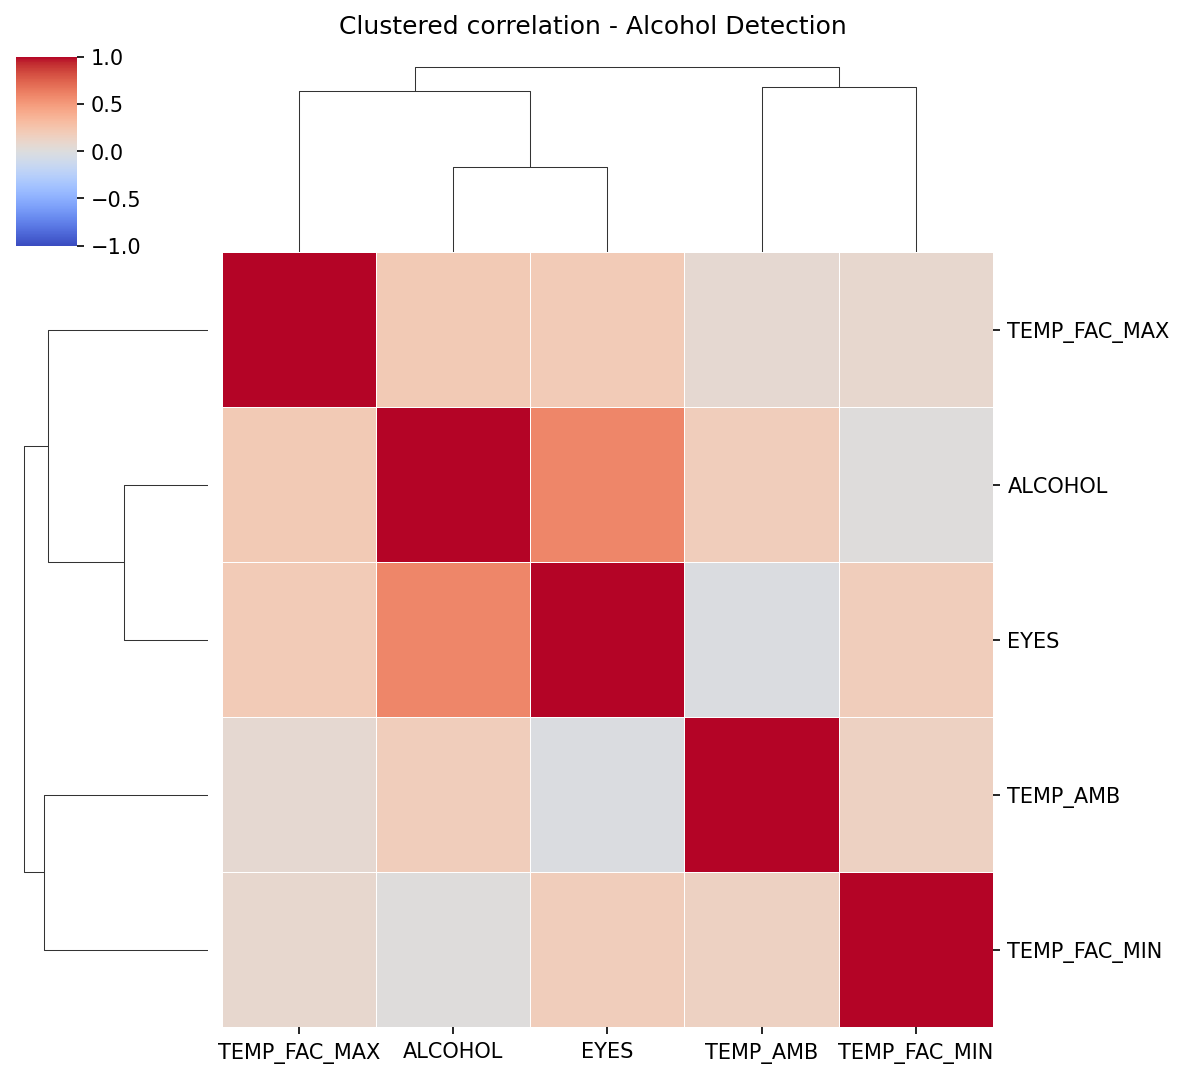 Clustered correlation - Alcohol Detection
1.0
0.5
0.0
−0.5
−1.0
TEMP_FAC_MAX
ALCOHOL
EYES
TEMP_AMB
TEMP_FAC_MIN
TEMP_FAC_MAX ALCOHOL EYES TEMP_AMB TEMP_FAC_MIN